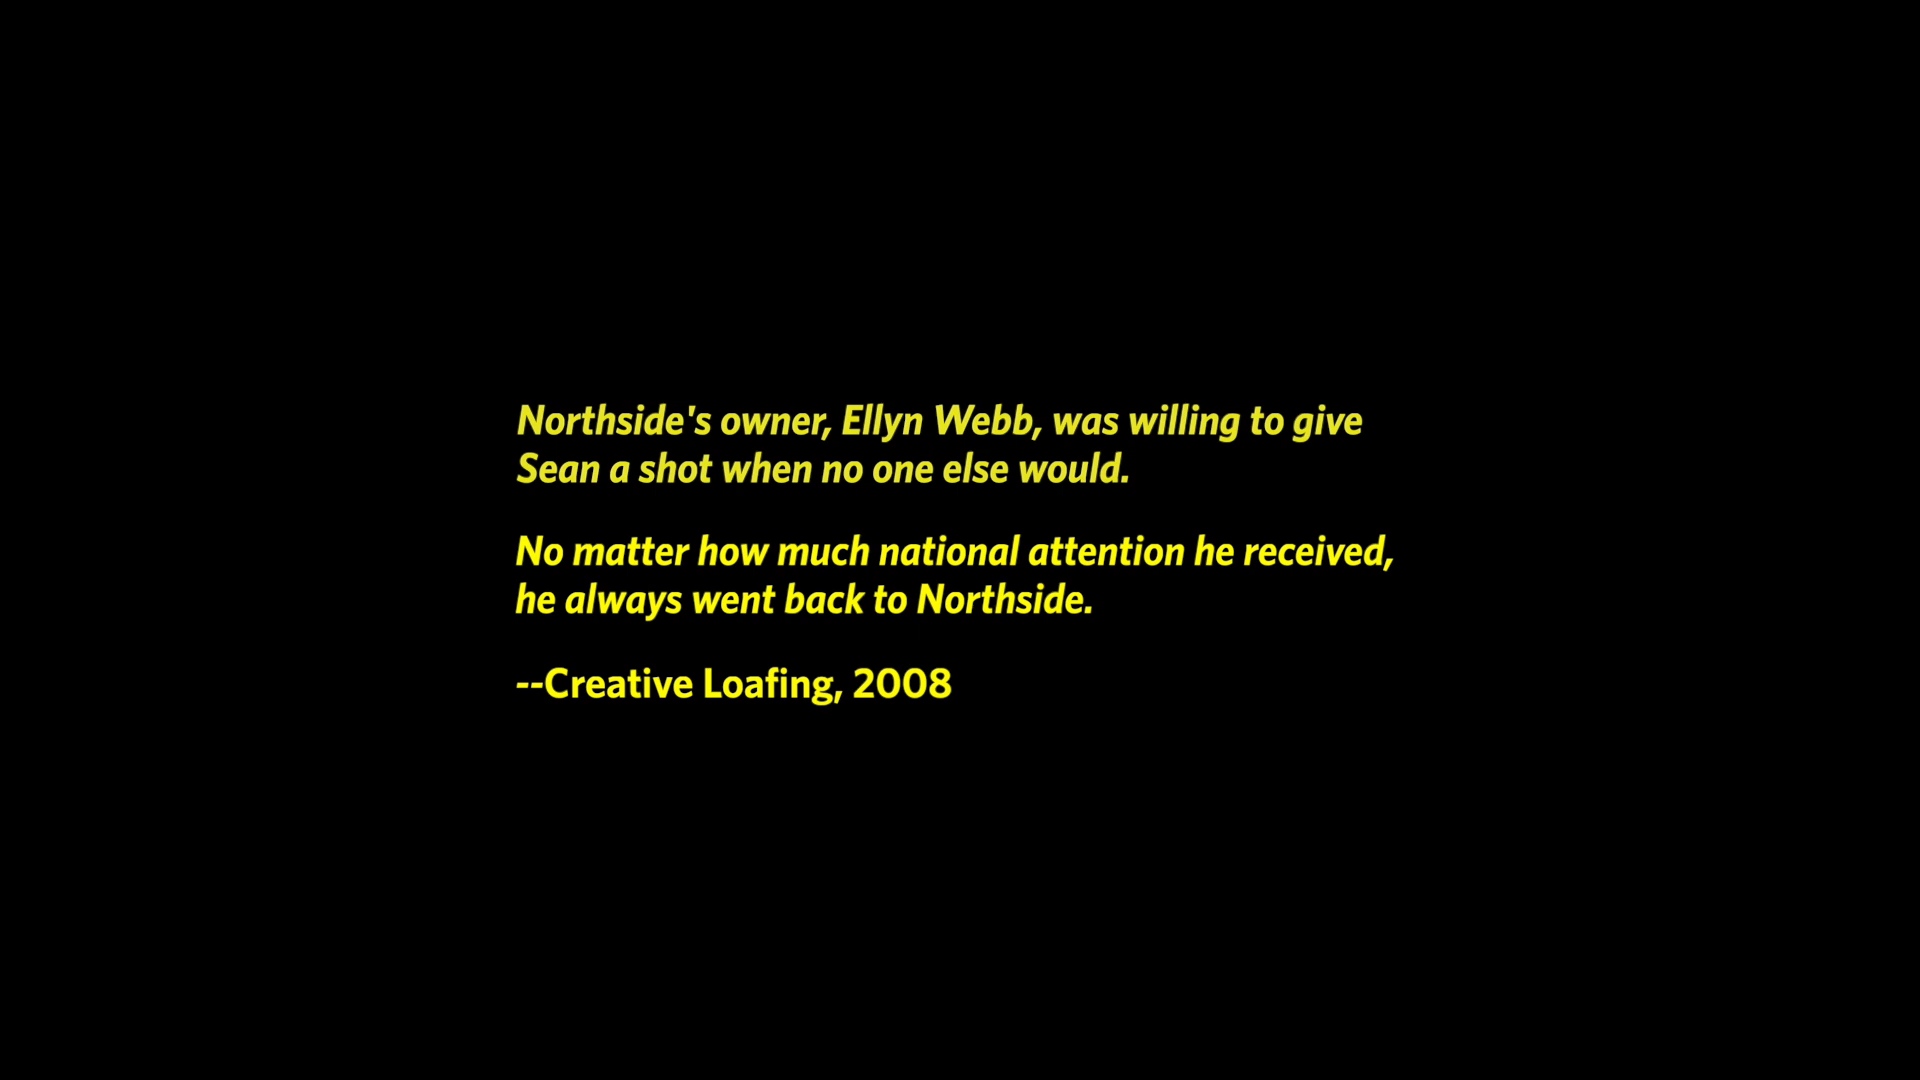 Northside's owner, Ellyn Webb, was willing to give
Sean a shot when no one else would.
No matter how much national attention he received,
he always went back to Northside.
--Creative Loafing, 2008